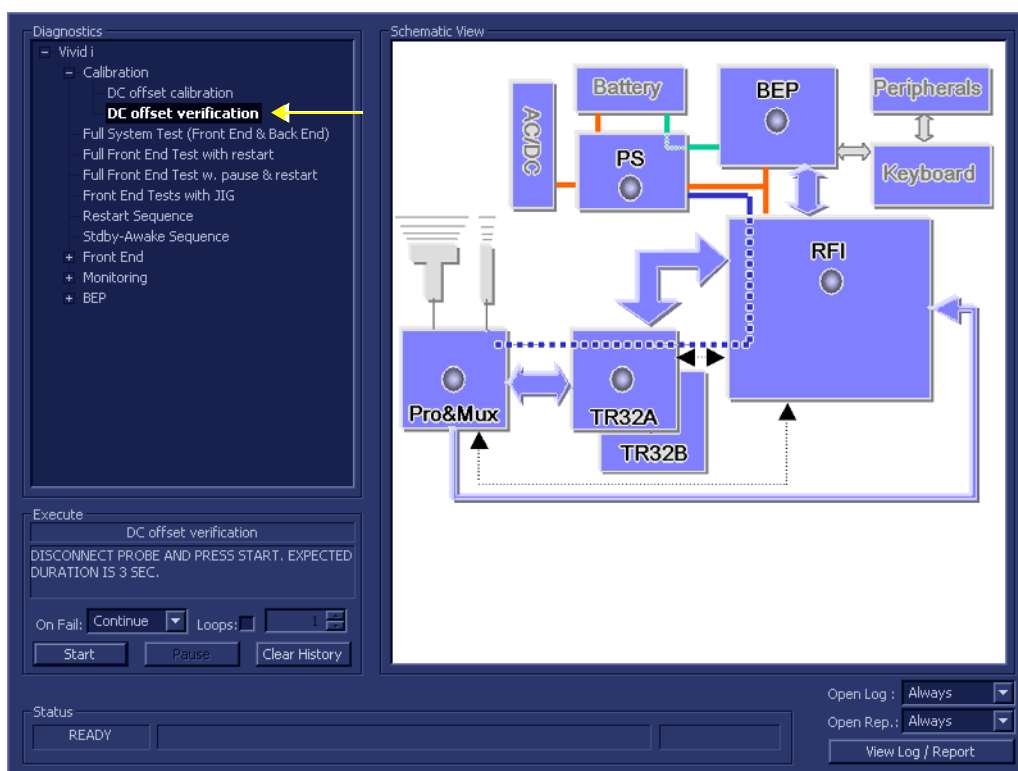 Diagnostics
Vivid i
Calibration
DC offset calibration
DC offset verification
Full System Test (Front End & Back End)
Full Front End Test with restart
Full Front End Test w. pause & restart
Front End Tests with JIG
Restart Sequence
Stdby-Awake Sequence
Front End
Monitoring
BEP
Execute
DC offset verification
DISCONNECT PROBE AND PRESS START. EXPECTED
DURATION IS 3 SEC.
On Fail: Continue Loops: 1
Start Pause Clear History
Schematic View
Battery
BEP
Peripherals
AC/DC
PS
Keyboard
RFI
Pro&Mux
TR32A
TR32B
Status
READY
Open Log : Always
Open Rep.: Always
View Log / Report